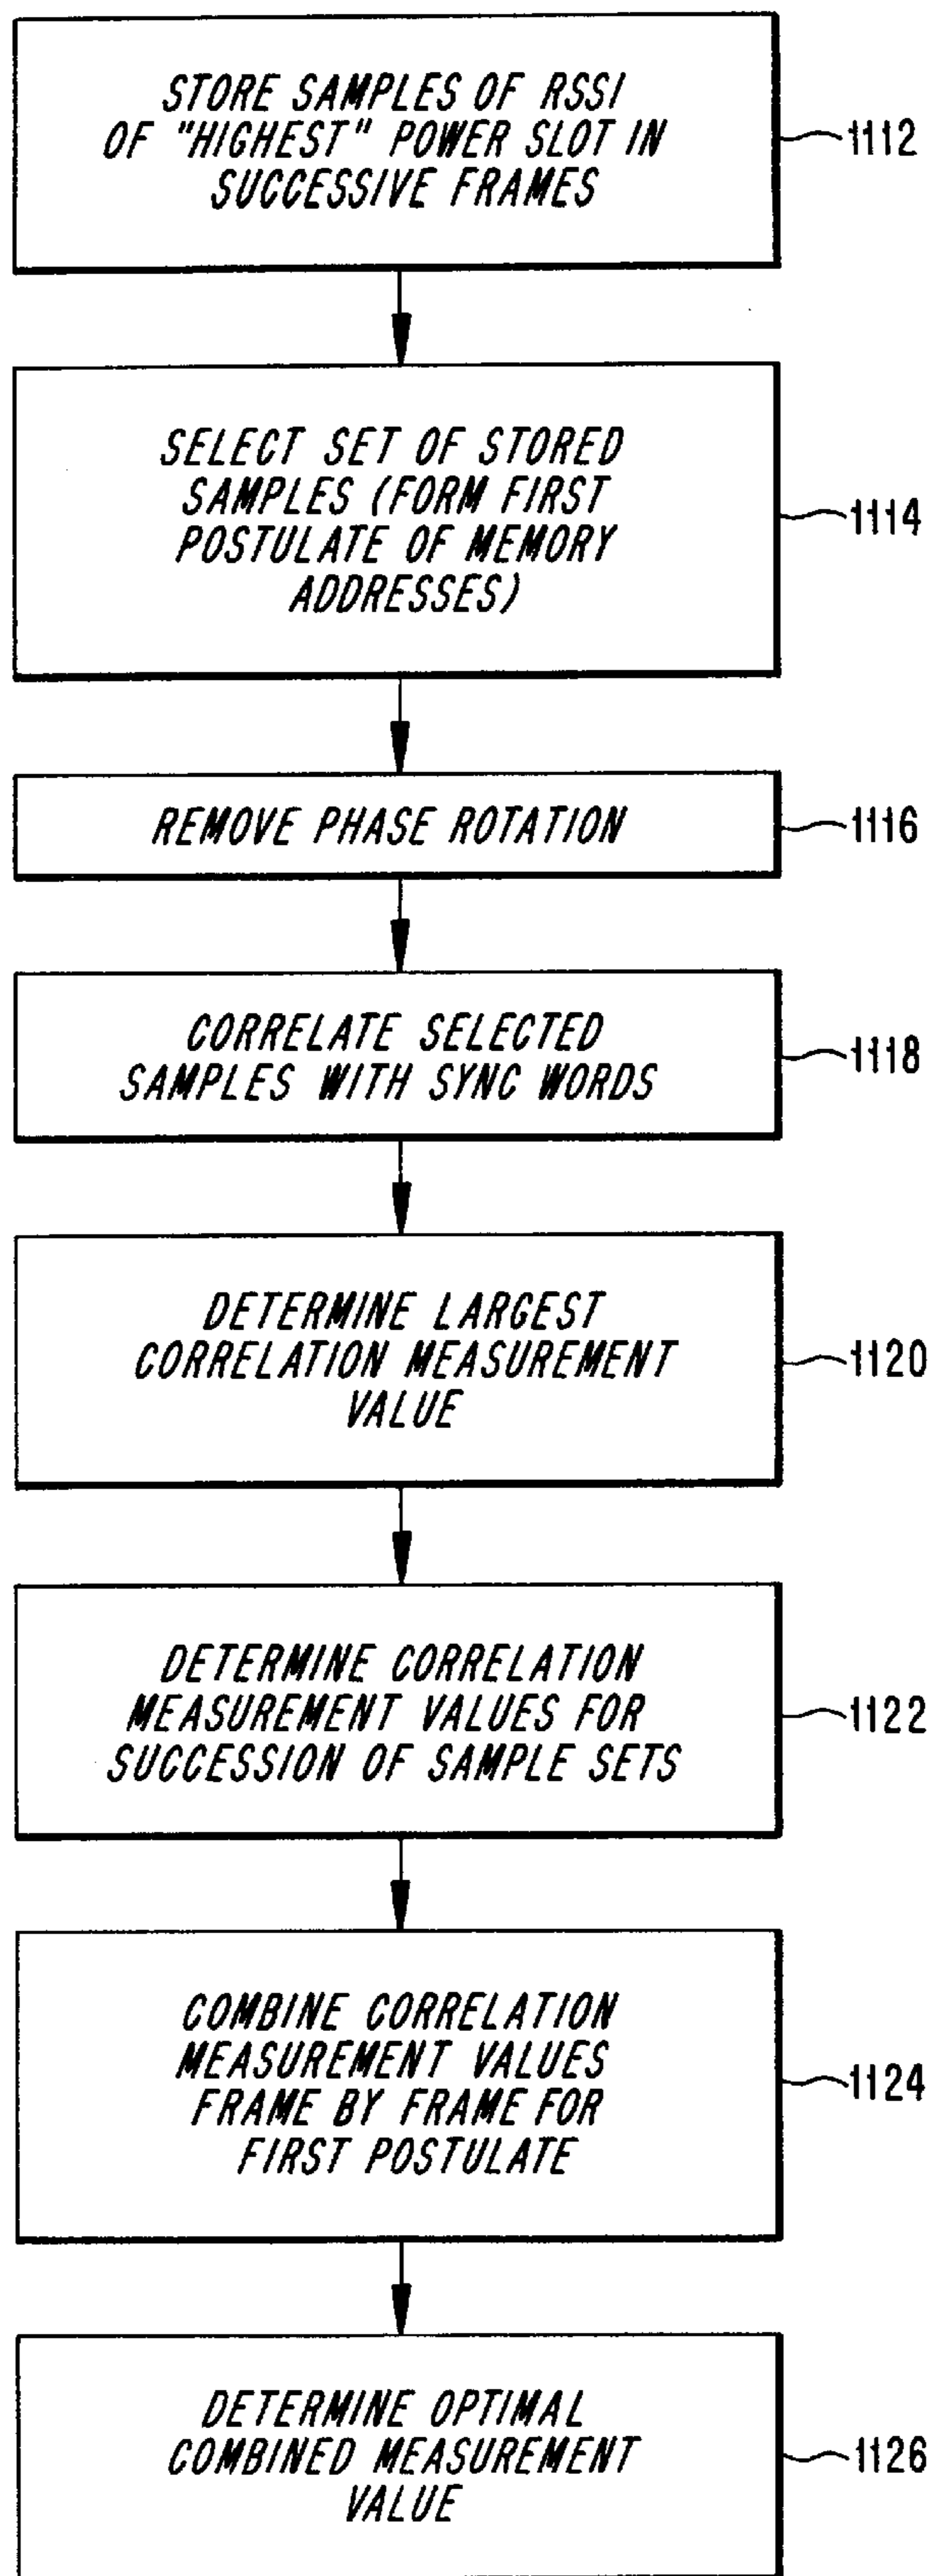 STORE SAMPLES OF RSSI
OF "HIGHEST" POWER SLOT IN
SUCCESSIVE FRAMES
1112
SELECT SET OF STORED
SAMPLES (FORM FIRST
POSTULATE OF MEMORY
ADDRESSES)
1114
REMOVE PHASE ROTATION
1116
CORRELATE SELECTED
SAMPLES WITH SYNC WORDS
1118
DETERMINE LARGEST
CORRELATION MEASUREMENT
VALUE
1120
DETERMINE CORRELATION
MEASUREMENT VALUES FOR
SUCCESSION OF SAMPLE SETS
1122
COMBINE CORRELATION
MEASUREMENT VALUES
FRAME BY FRAME FOR
FIRST POSTULATE
1124
DETERMINE OPTIMAL
COMBINED MEASUREMENT
VALUE
1126